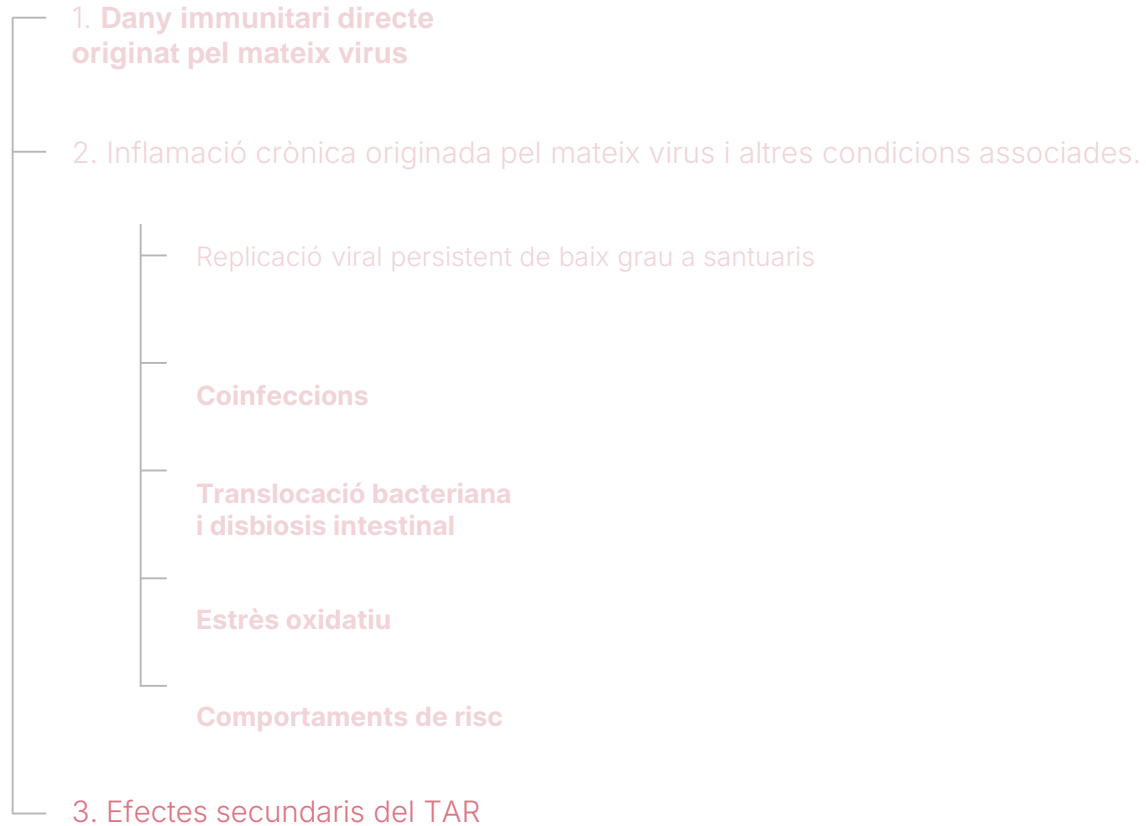 1. Dany immunitari directe
originat pel mateix virus
2. Inflamació crònica originada pel mateix virus i altres condicions associades.
Replicació viral persistent de baix grau a santuaris
Coinfeccions
Translocació bacteriana
i disbiosis intestinal
Estrès oxidatiu
Comportaments de risc
3. Efectes secundaris del TAR